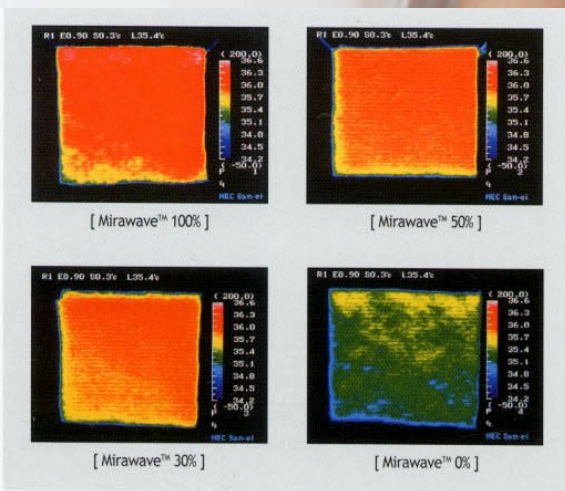 R1 E0.90 S0.3℃ L35.4℃
( 200.0)
36.6
36.3
36.0
35.7
35.4
35.1
34.8
34.5
34.2
( -50.0)
P 1
NEC San-ei
[ Mirawave™ 100% ]
R1 E0.90 S0.3℃ L35.4℃
( 200.0)
36.6
36.3
36.0
35.7
35.4
35.1
34.8
34.5
34.2
( -50.0)
P 2
NEC San-ei
[ Mirawave™ 50% ]
R1 E0.90 S0.3℃ L35.4℃
( 200.0)
36.6
36.3
36.0
35.7
35.4
35.1
34.8
34.5
34.2
( -50.0)
P 3
NEC San-ei
[ Mirawave™ 30% ]
R1 E0.90 S0.3℃ L35.4℃
( 200.0)
36.6
36.3
36.0
35.7
35.4
35.1
34.8
34.5
34.2
( -50.0)
P 4
NEC San-ei
[ Mirawave™ 0% ]